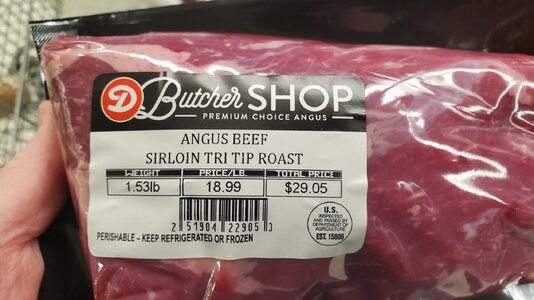 D Butcher SHOP
PREMIUM CHOICE ANGUS
ANGUS BEEF
SIRLOIN TRI TIP ROAST
WEIGHT PRICE/LB. TOTAL PRICE
1.53lb 18.99 $29.05
2 51904 22905 3
U.S.
INSPECTED
AND PASSED BY
DEPARTMENT OF
AGRICULTURE
EST. 15805
PERISHABLE - KEEP REFRIGERATED OR FROZEN